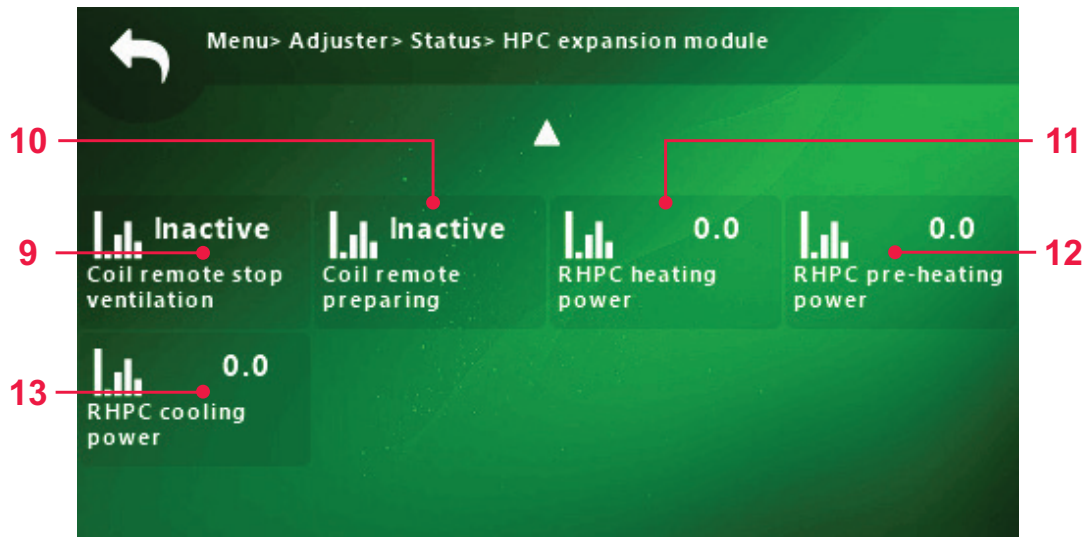 Menu> Adjuster> Status> HPC expansion module
10
11
9
Inactive
Coil remote stop
ventilation
Inactive
Coil remote
preparing
0.0
RHPC heating
power
0.0
RHPC pre-heating
power
12
13
0.0
RHPC cooling
power